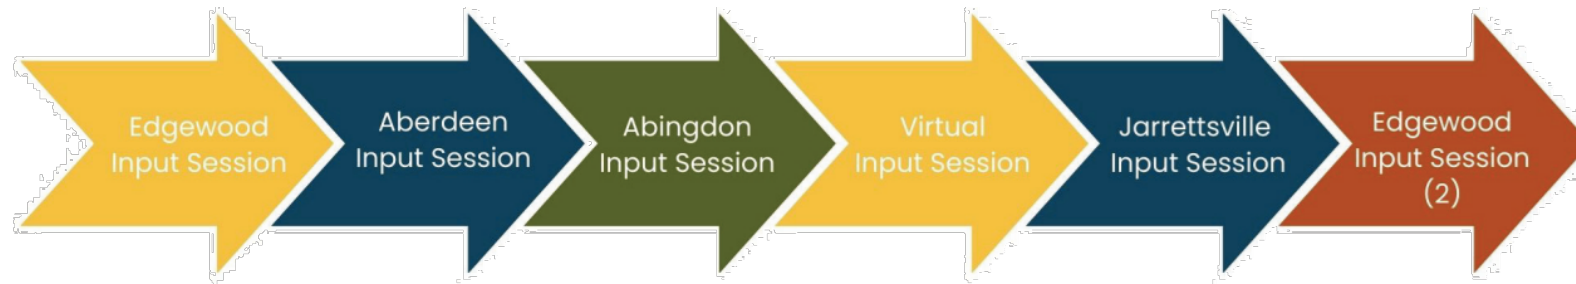 Edgewood
Input Session
Aberdeen
Input Session
Abingdon
Input Session
Virtual
Input Session
Jarrettsville
Input Session
Edgewood
Input Session
(2)